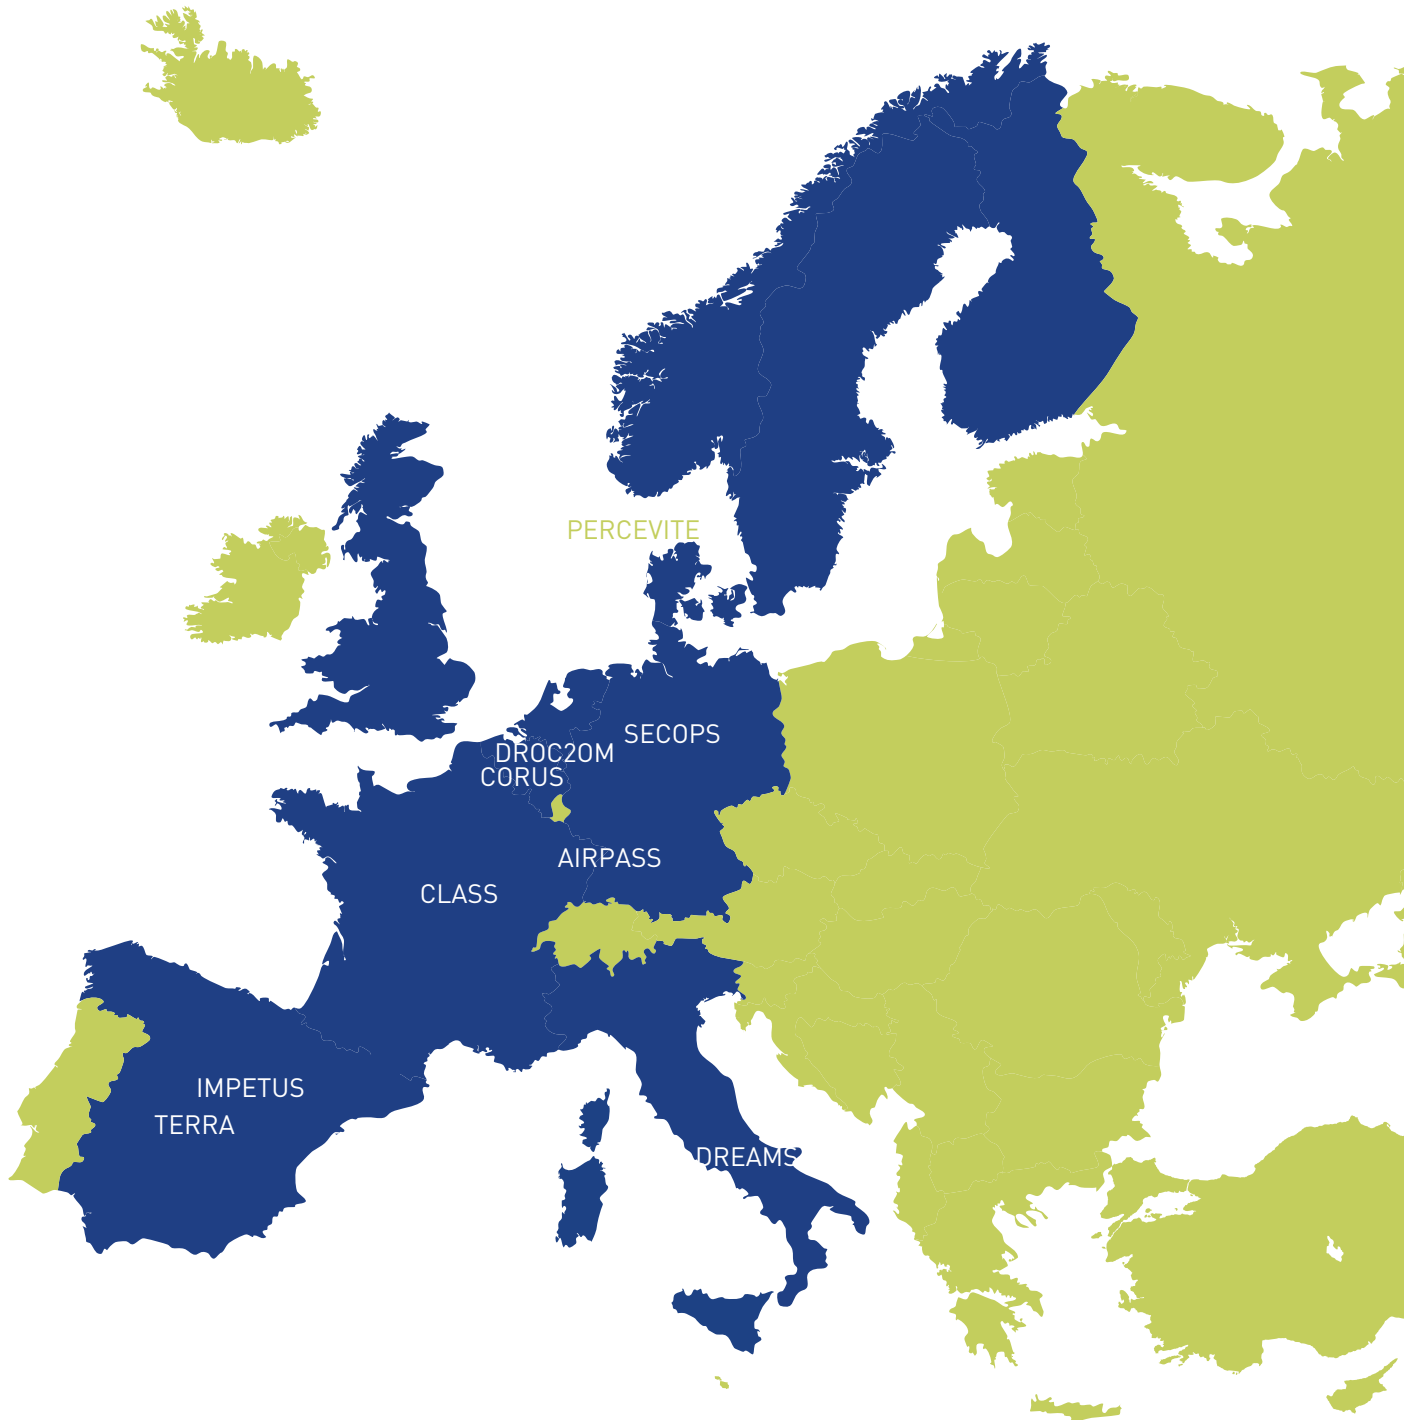 PERCEVITE
SECOPS
DROC2OM
CORUS
AIRPASS
CLASS
IMPETUS
TERRA
DREAMS